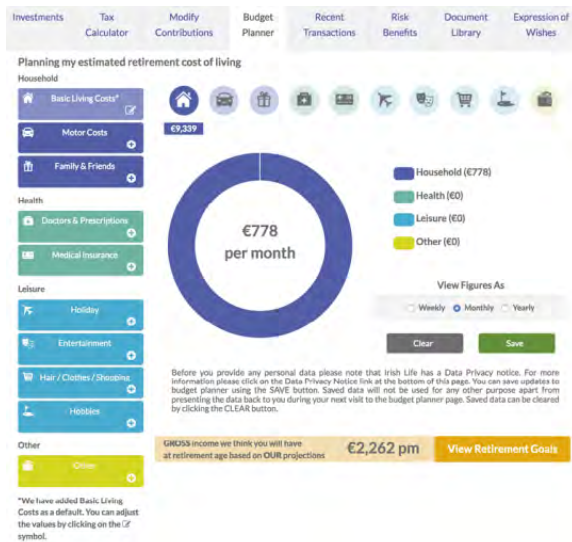 Investments
Tax
Calculator
Modify
Contributions
Budget
Planner
Recent
Transactions
Risk
Benefits
Document
Library
Expression of
Wishes
Planning my estimated retirement cost of living
Household
Basic Living Costs*
Motor Costs
Family & Friends
Health
Doctors & Prescriptions
Medical Insurance
Leisure
Holiday
Entertainment
Hair / Clothes / Shopping
Hobbies
Other
Other
*We have added Basic Living
Costs as a default. You can adjust
the values by clicking on the
symbol.
€9,339
€778
per month
Household (€778)
Health (€0)
Leisure (€0)
Other (€0)
View Figures As
Weekly Monthly Yearly
Clear
Save
Before you provide any personal data please note that Irish Life has a Data Privacy notice. For more
information please click on the Data Privacy Notice link at the bottom of this page. You can save updates to
budget planner using the SAVE button. Saved data will not be used for any other purpose apart from
presenting the data back to you during your next visit to the budget planner page. Saved data can be cleared
by clicking the CLEAR button.
GROSS income we think you will have
at retirement age based on OUR projections
€2,262 pm
View Retirement Goals